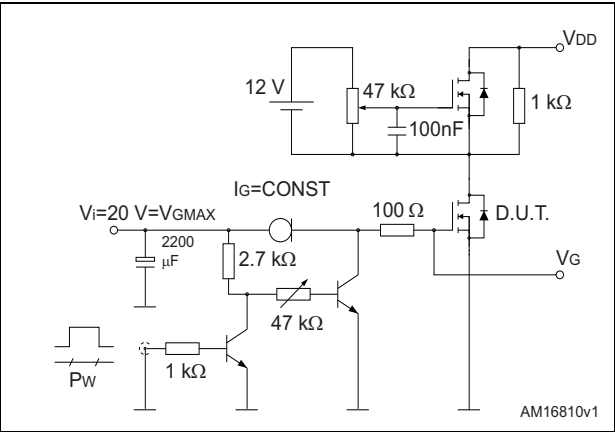 VDD
12 V
47 kΩ
1 kΩ
100nF
IG=CONST
Vi=20 V=VGMAX
100 Ω
D.U.T.
2200
μF
2.7 kΩ
VG
47 kΩ
1 kΩ
PW
AM16810v1